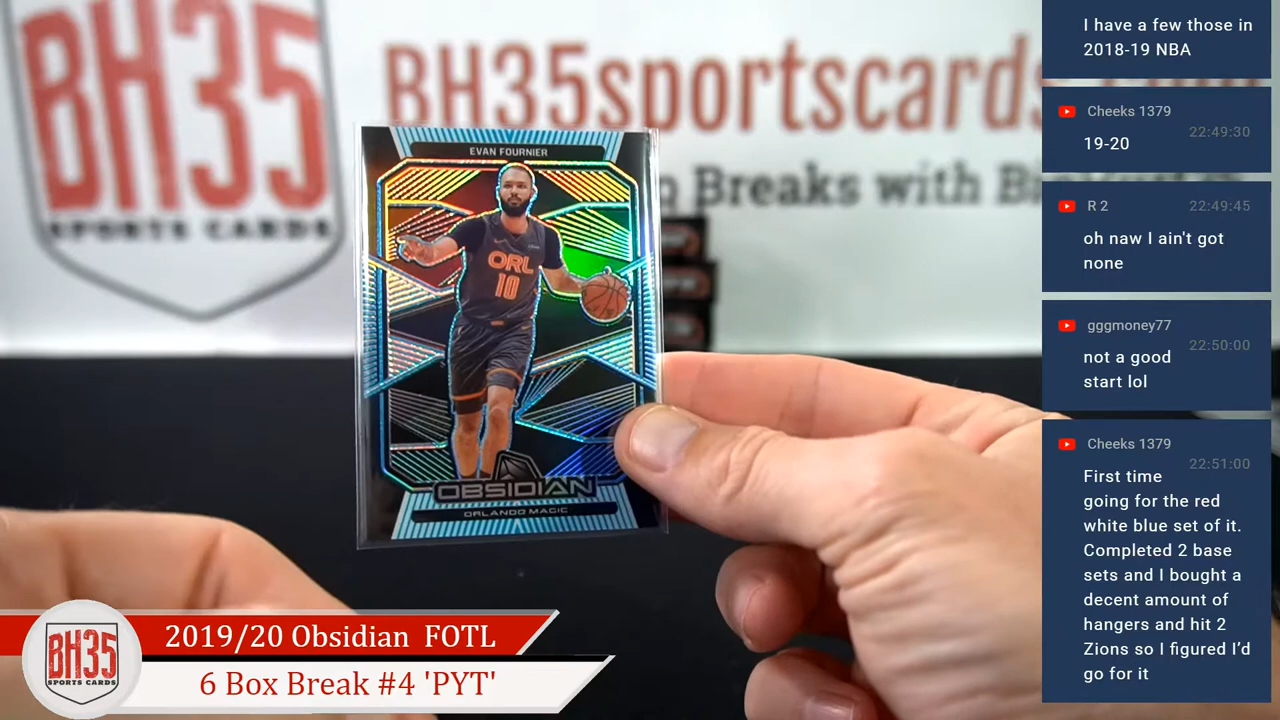 BH35
SPORTS CARDS
BH35sportscards
Breaks with
EVAN FOURNIER
ORL
10
OBSIDIAN
ORLANDO MAGIC
BH35
SPORTS CARDS
2019/20 Obsidian FOTL
6 Box Break #4 'PYT'
I have a few those in
2018-19 NBA
Cheeks 1379
22:49:30
19-20
R 2
22:49:45
oh naw I ain't got
none
gggmoney77
22:50:00
not a good
start lol
Cheeks 1379
22:51:00
First time
going for the red
white blue set of it.
Completed 2 base
sets and I bought a
decent amount of
hangers and hit 2
Zions so I figured I'd
go for it